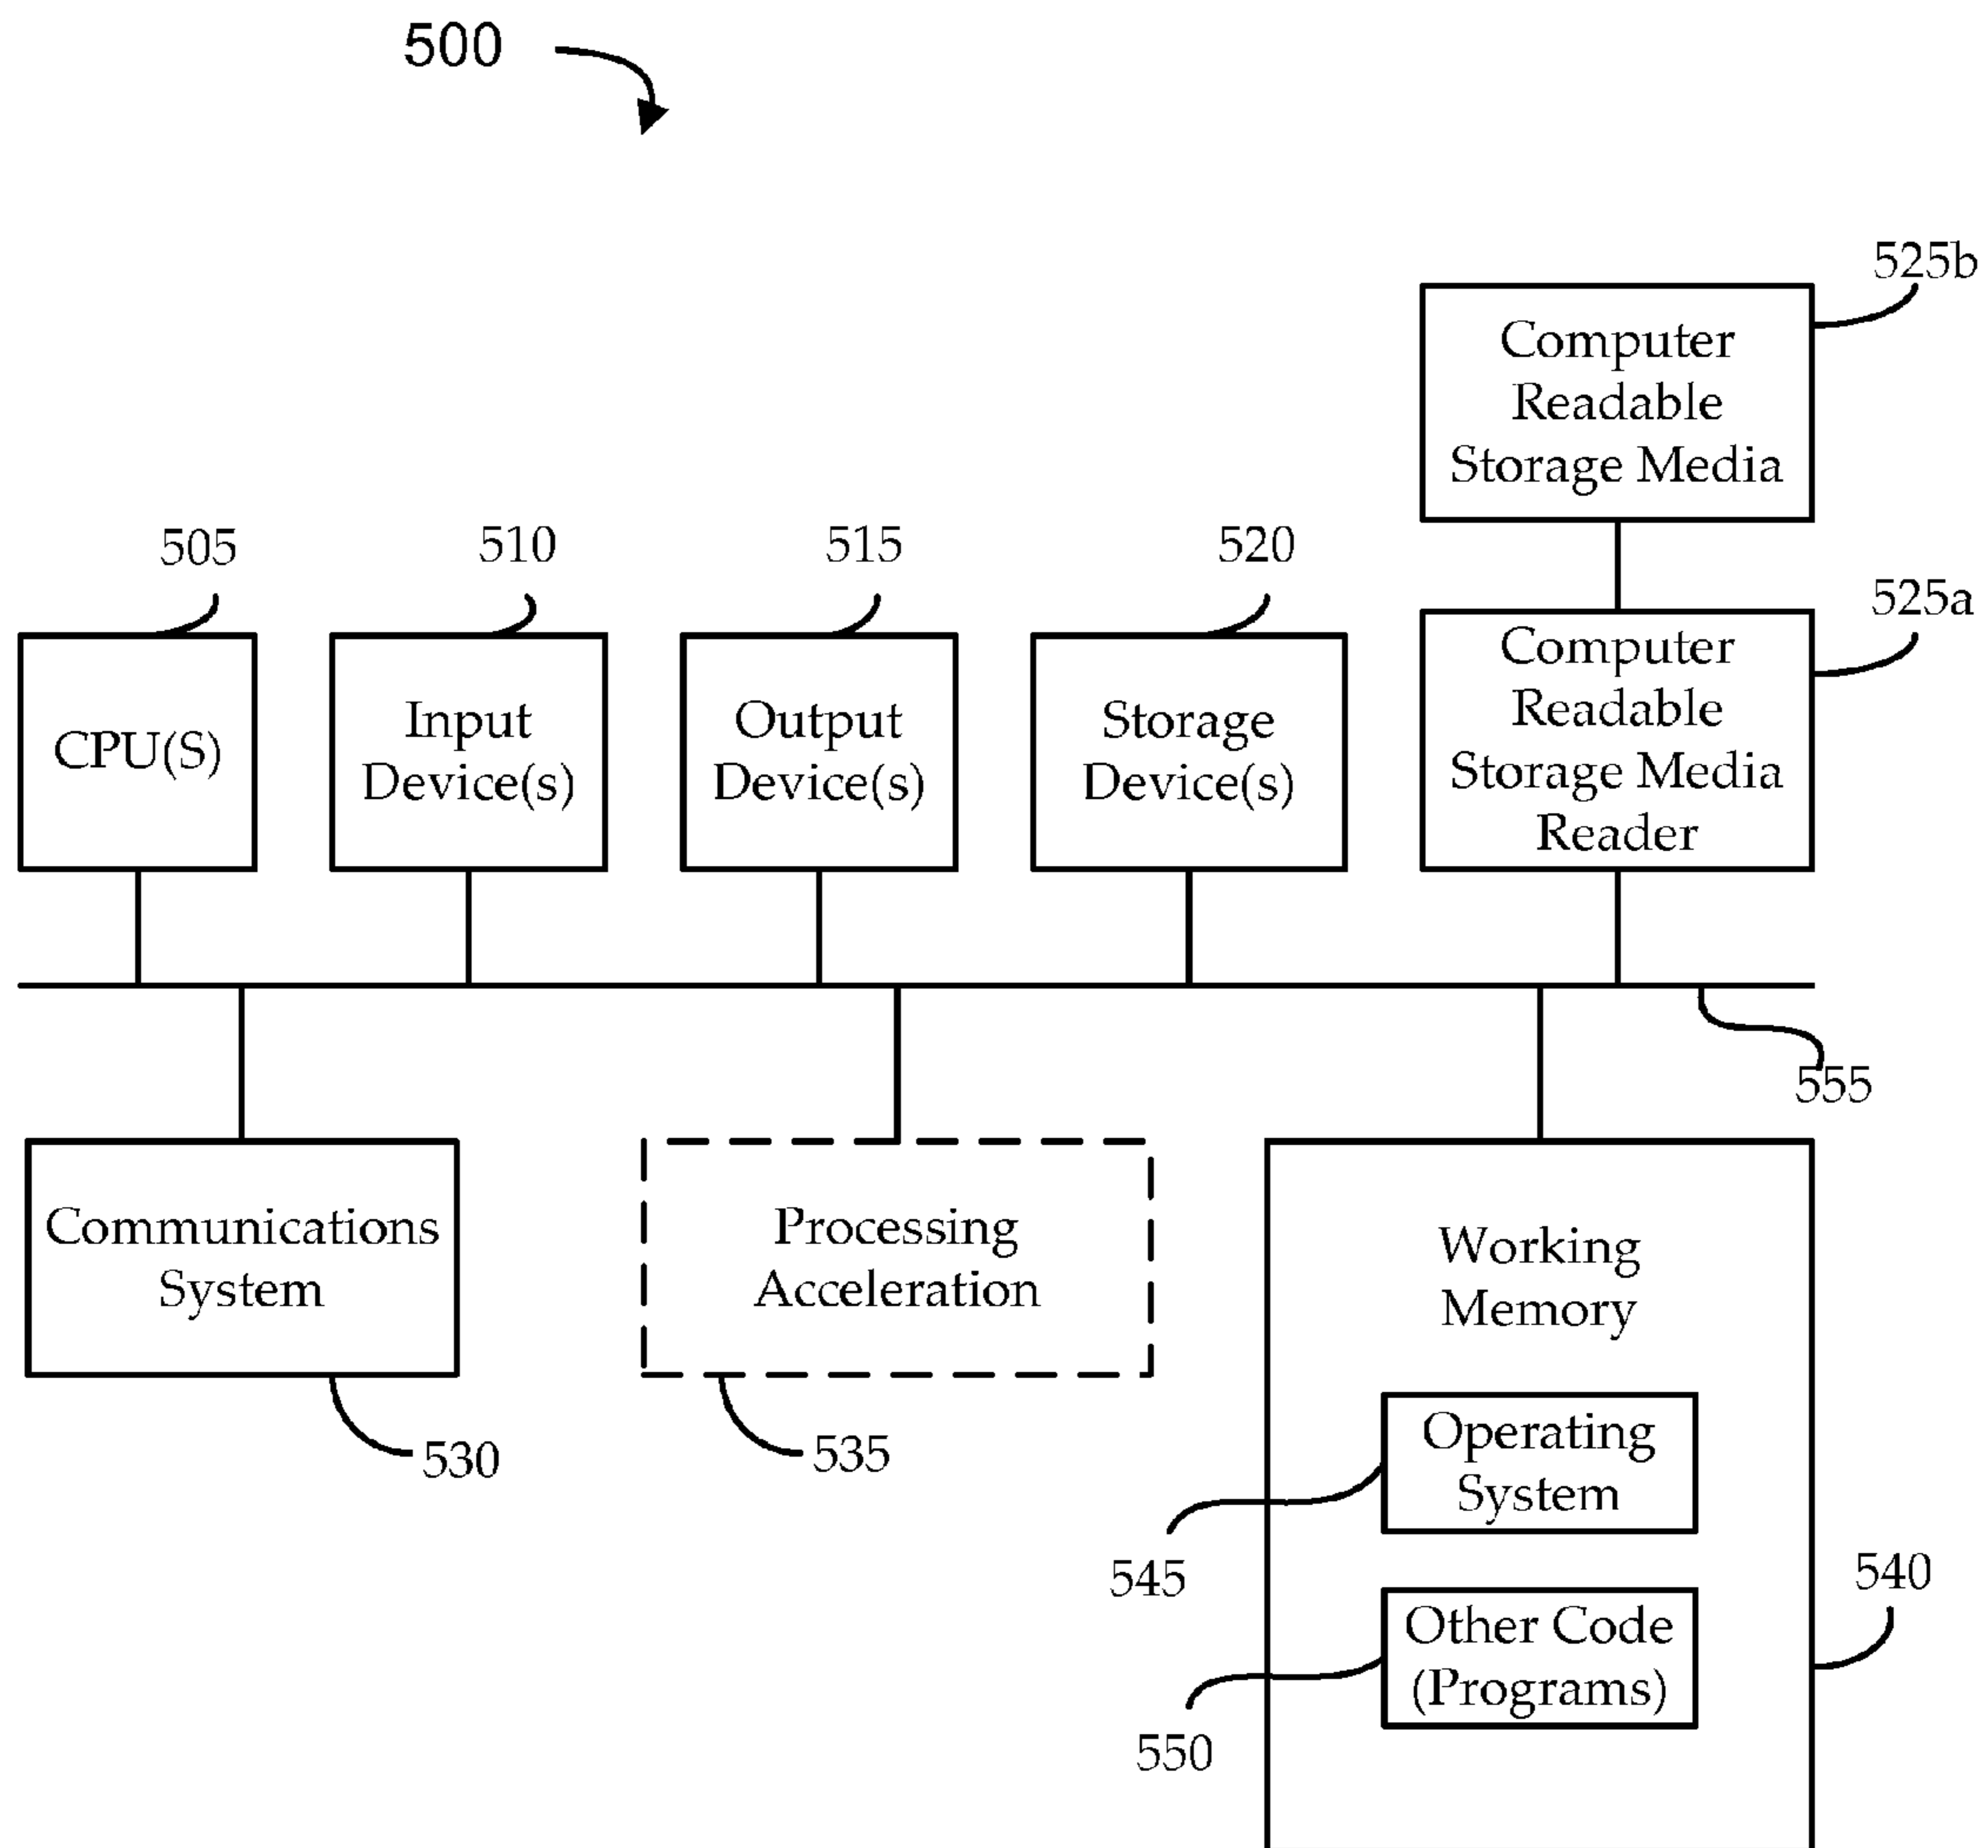 500
525b
Computer
Readable
Storage Media
505
510
515
520
525a
CPU(S)
Input
Device(s)
Output
Device(s)
Storage
Device(s)
Computer
Readable
Storage Media
Reader
555
Communications
System
530
Processing
Acceleration
535
Working
Memory
Operating
System
545
540
Other Code
(Programs)
550